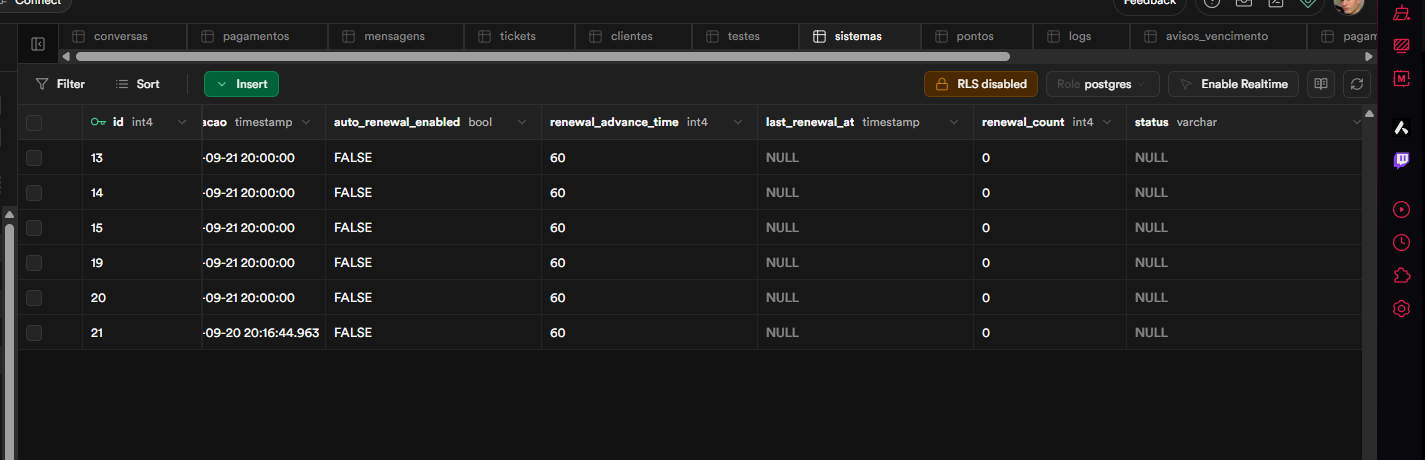 Connect Feedback
conversas pagamentos mensagens tickets clientes testes sistemas pontos logs avisos_vencimento pagam
Filter Sort Insert RLS disabled Role postgres Enable Realtime
id int4 acao timestamp auto_renewal_enabled bool renewal_advance_time int4 last_renewal_at timestamp renewal_count int4 status varchar
13 -09-21 20:00:00 FALSE 60 NULL 0 NULL
14 -09-21 20:00:00 FALSE 60 NULL 0 NULL
15 -09-21 20:00:00 FALSE 60 NULL 0 NULL
19 -09-21 20:00:00 FALSE 60 NULL 0 NULL
20 -09-21 20:00:00 FALSE 60 NULL 0 NULL
21 -09-20 20:16:44.963 FALSE 60 NULL 0 NULL